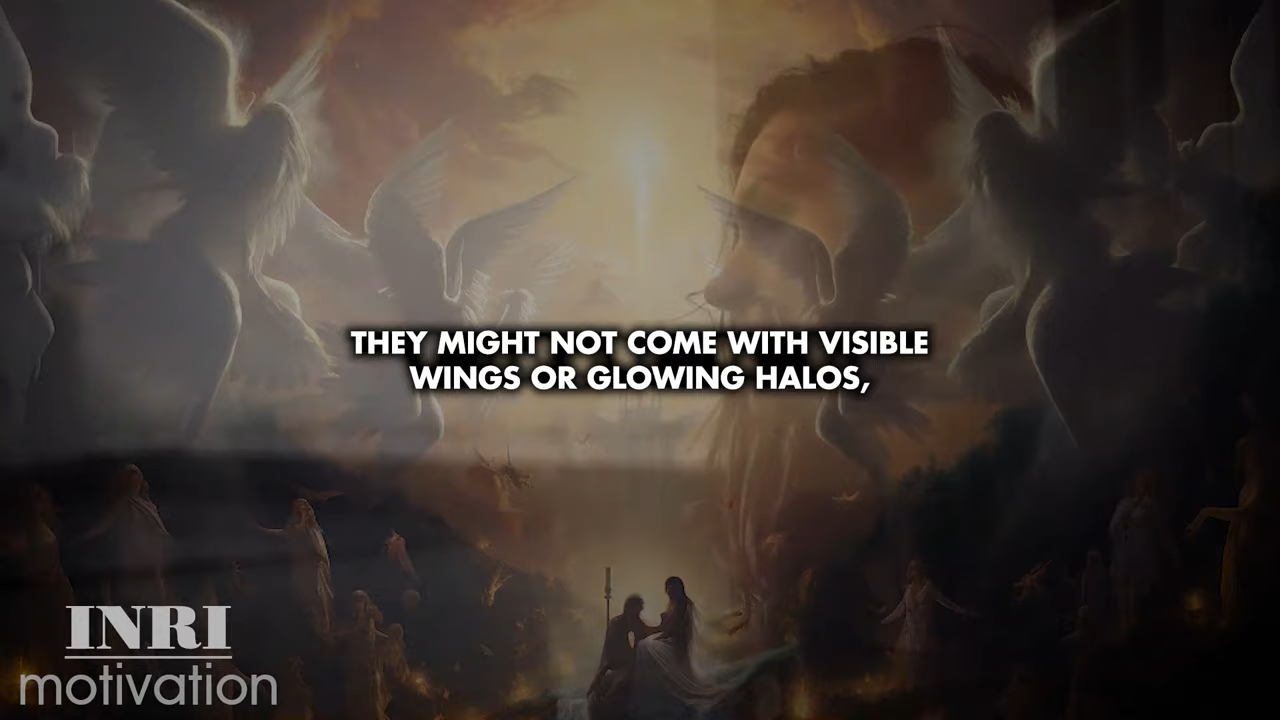 THEY MIGHT NOT COME WITH VISIBLE
WINGS OR GLOWING HALOS,
INRI
motivation